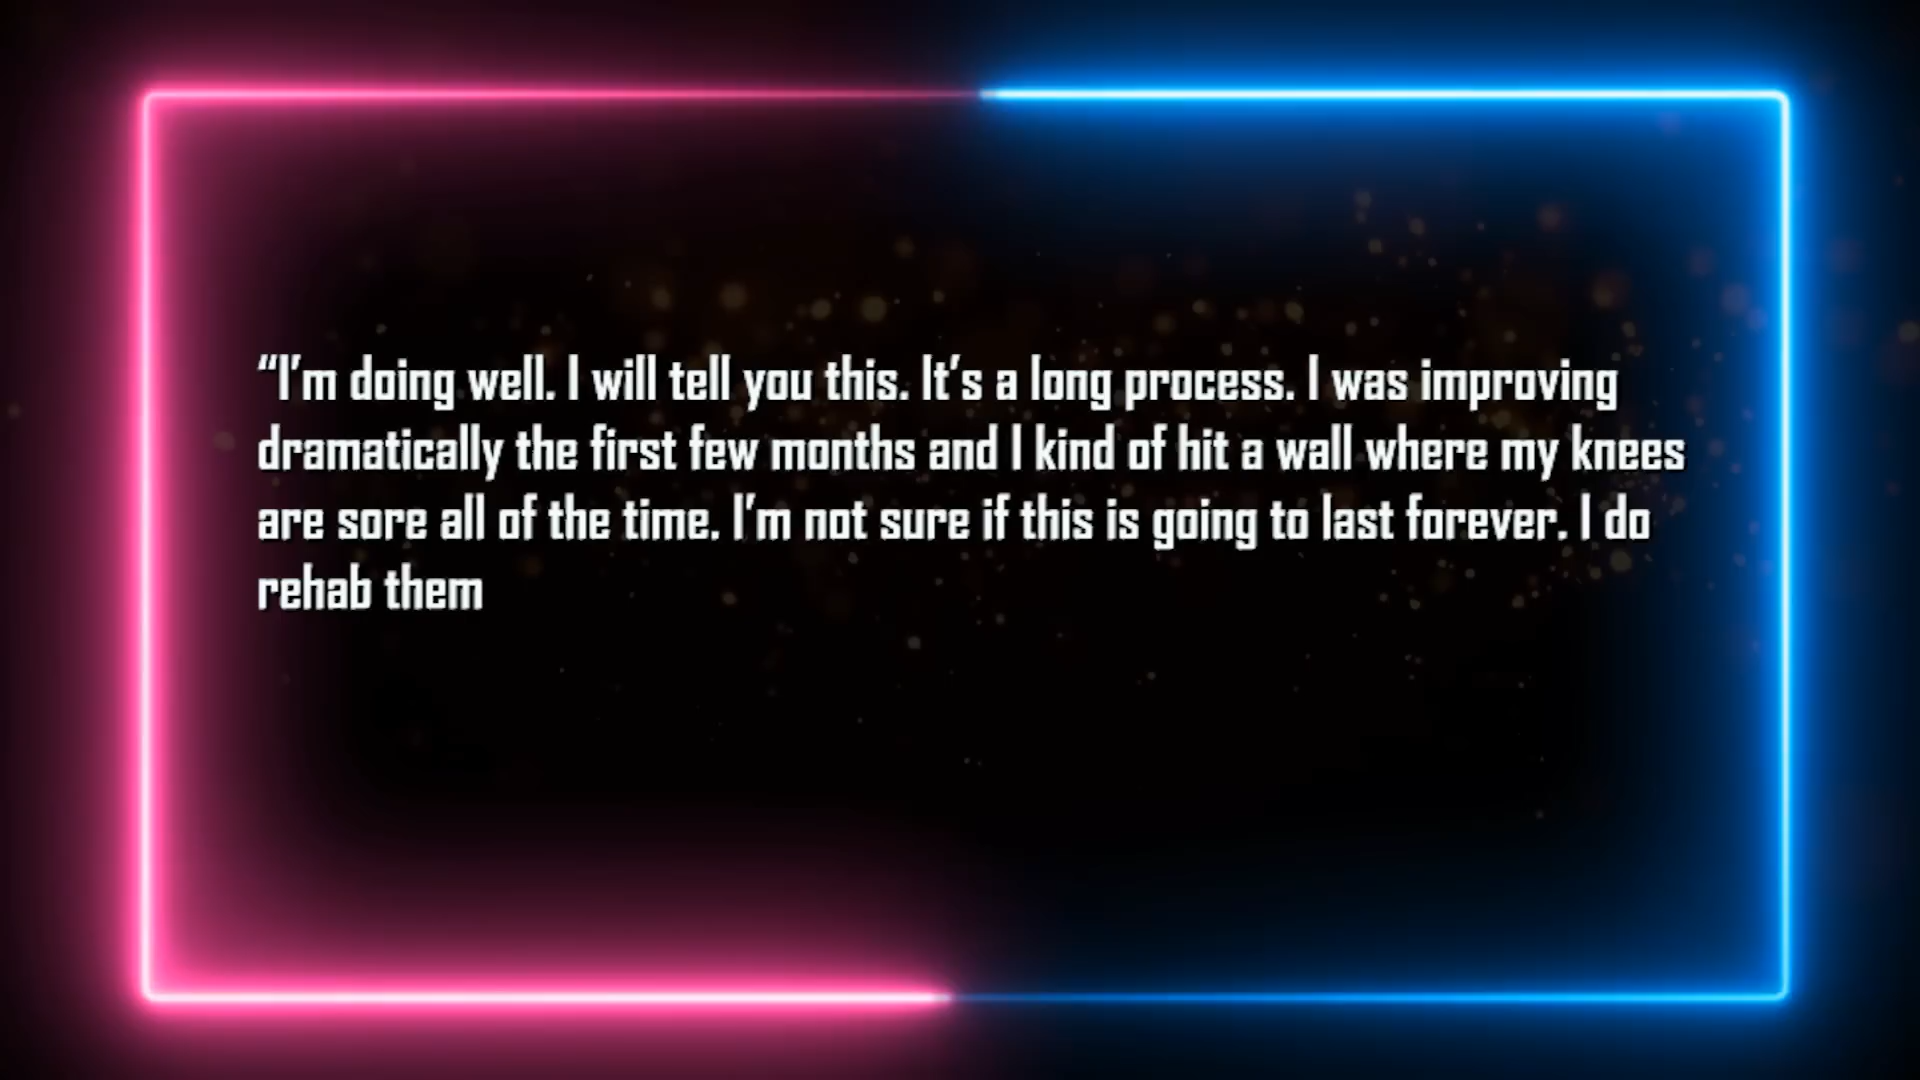 “I’m doing well. I will tell you this. It’s a long process. I was improving
dramatically the first few months and I kind of hit a wall where my knees
are sore all of the time. I’m not sure if this is going to last forever. I do
rehab them